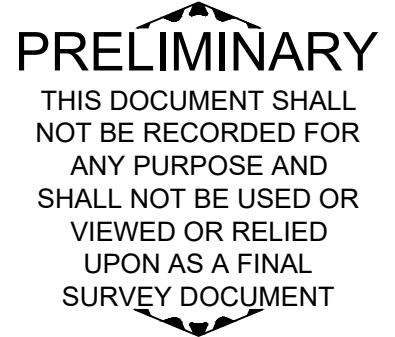 PRELIMINARY
THIS DOCUMENT SHALL
NOT BE RECORDED FOR
ANY PURPOSE AND
SHALL NOT BE USED OR
VIEWED OR RELIED
UPON AS A FINAL
SURVEY DOCUMENT